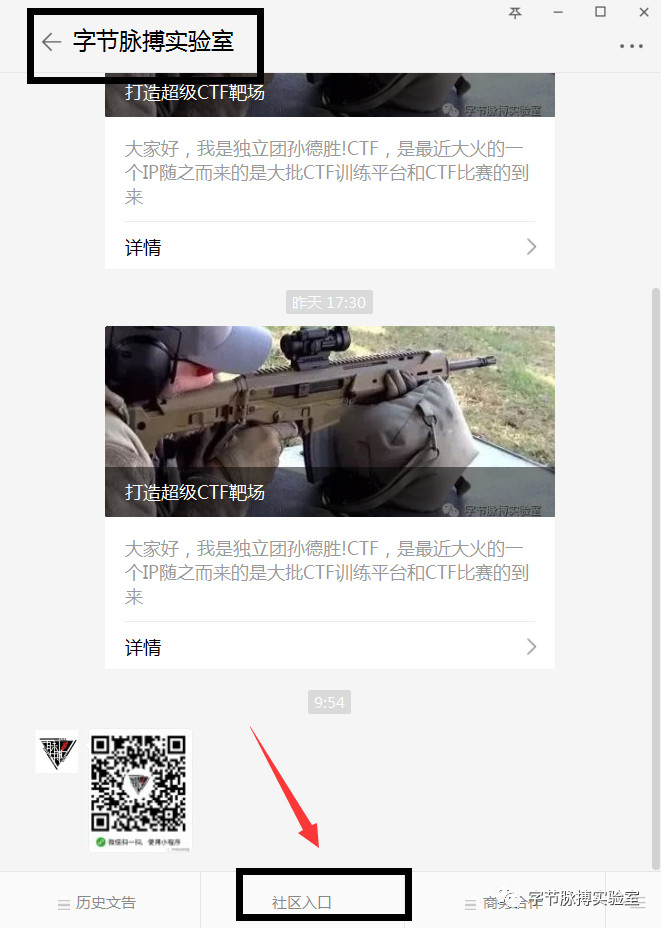 字节脉搏实验室
打造超级CTF靶场
字节脉搏实验室
大家好，我是独立团孙德胜!CTF，是最近大火的一
个IP随之而来的是大批CTF训练平台和CTF比赛的到
来
详情
昨天 17:30
打造超级CTF靶场
字节脉搏实验室
大家好，我是独立团孙德胜!CTF，是最近大火的一
个IP随之而来的是大批CTF训练平台和CTF比赛的到
来
详情
9:54
微信扫一扫，使用小程序
历史文告
社区入口
商务合作
字节脉搏实验室